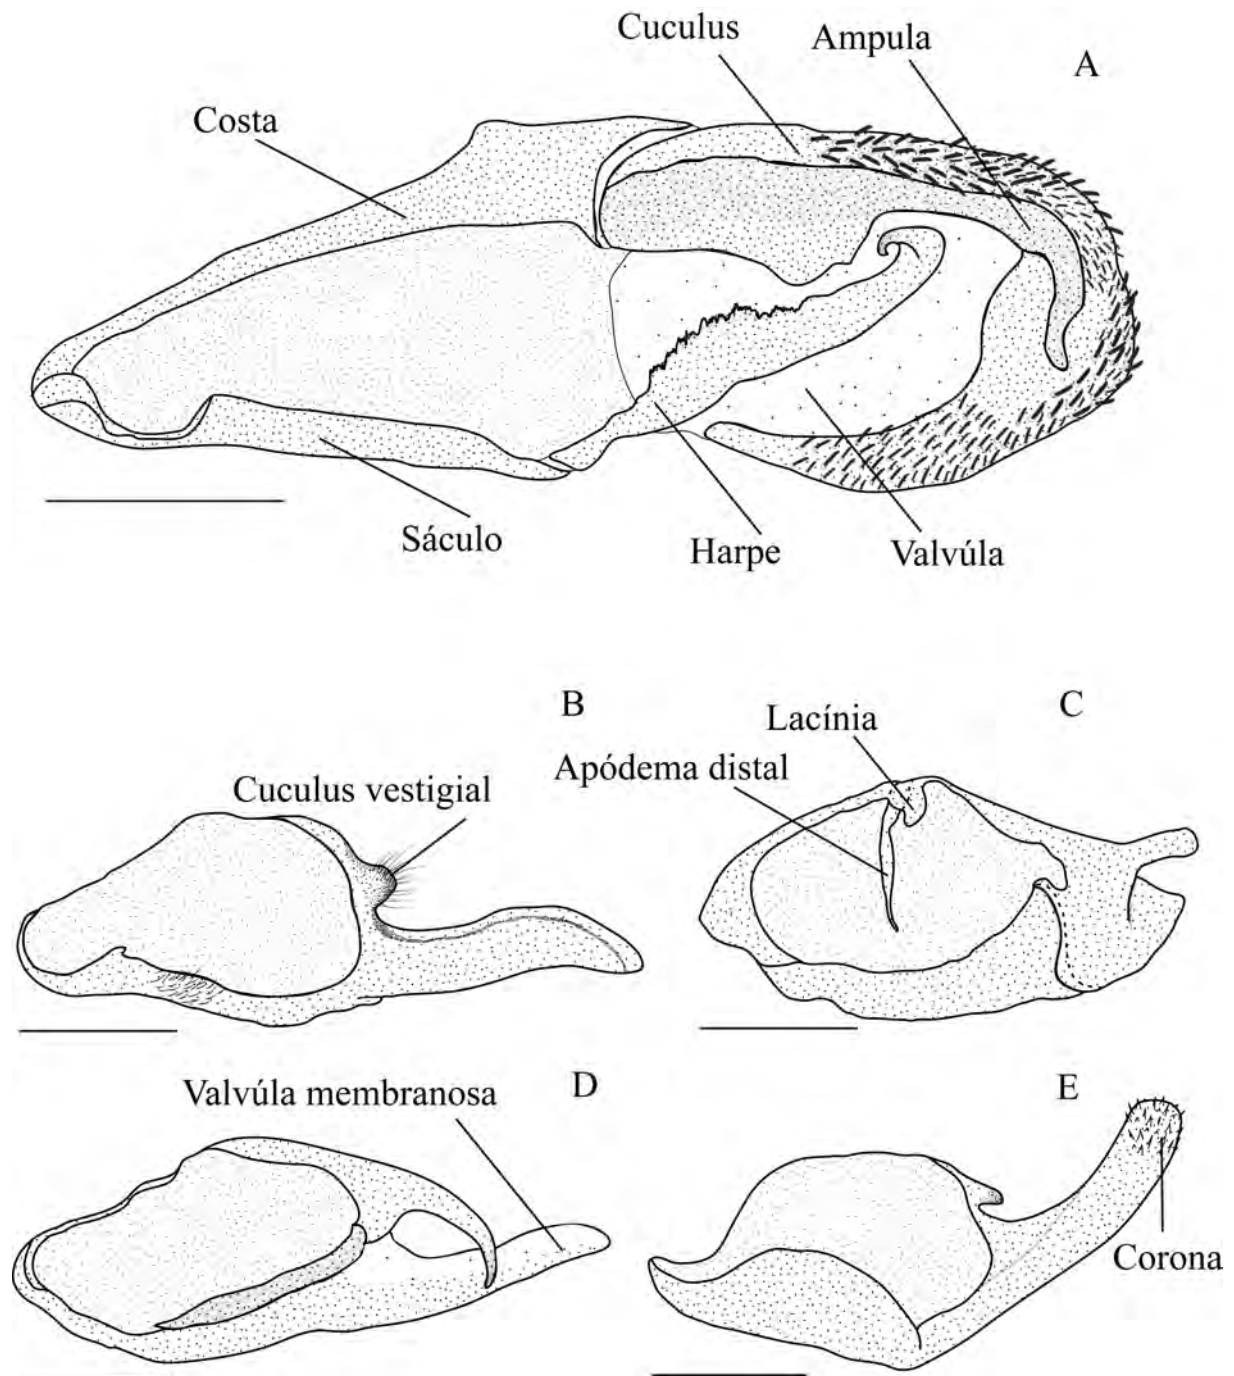 Cuculus
Ampula
A
Costa
Sáculo
Harpe
Valvúla
B
Cuculus vestigial
C
Lacínia
Apódema distal
D
Valvúla membranosa
E
Corona